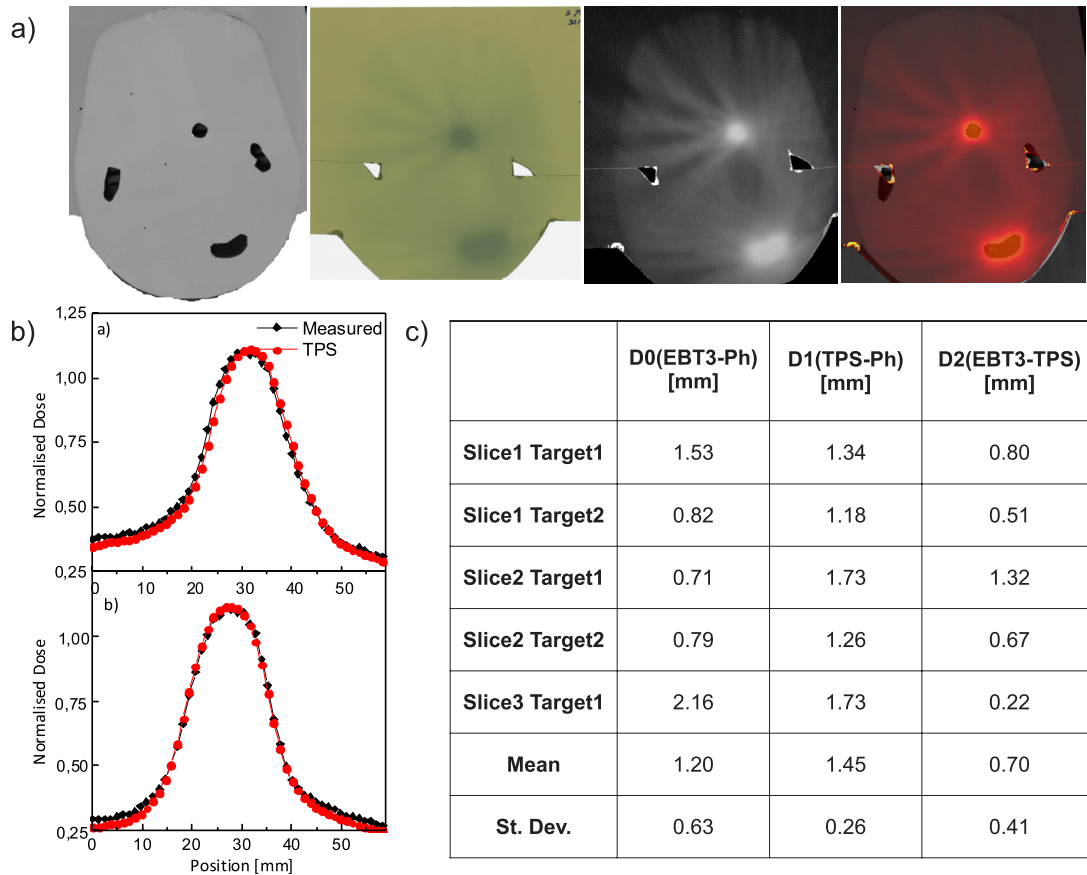 a)
b)
1,25
a)
Measured
TPS
1,00
0,75
0,50
0,25
Normalised Dose
0 10 20 30 40 50
b)
1,00
0,75
0,50
0,25
Normalised Dose
0 10 20 30 40 50
Position [mm]
c)
D0(EBT3-Ph) [mm] D1(TPS-Ph) [mm] D2(EBT3-TPS) [mm]
Slice1 Target1 1.53 1.34 0.80
Slice1 Target2 0.82 1.18 0.51
Slice2 Target1 0.71 1.73 1.32
Slice2 Target2 0.79 1.26 0.67
Slice3 Target1 2.16 1.73 0.22
Mean 1.20 1.45 0.70
St. Dev. 0.63 0.26 0.41